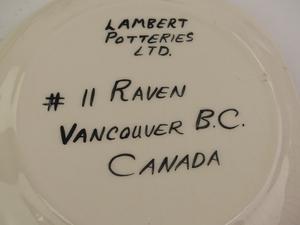 LAMBERT
POTTERIES
LTD.
# 11 RAVEN
VANCOUVER B.C.
CANADA